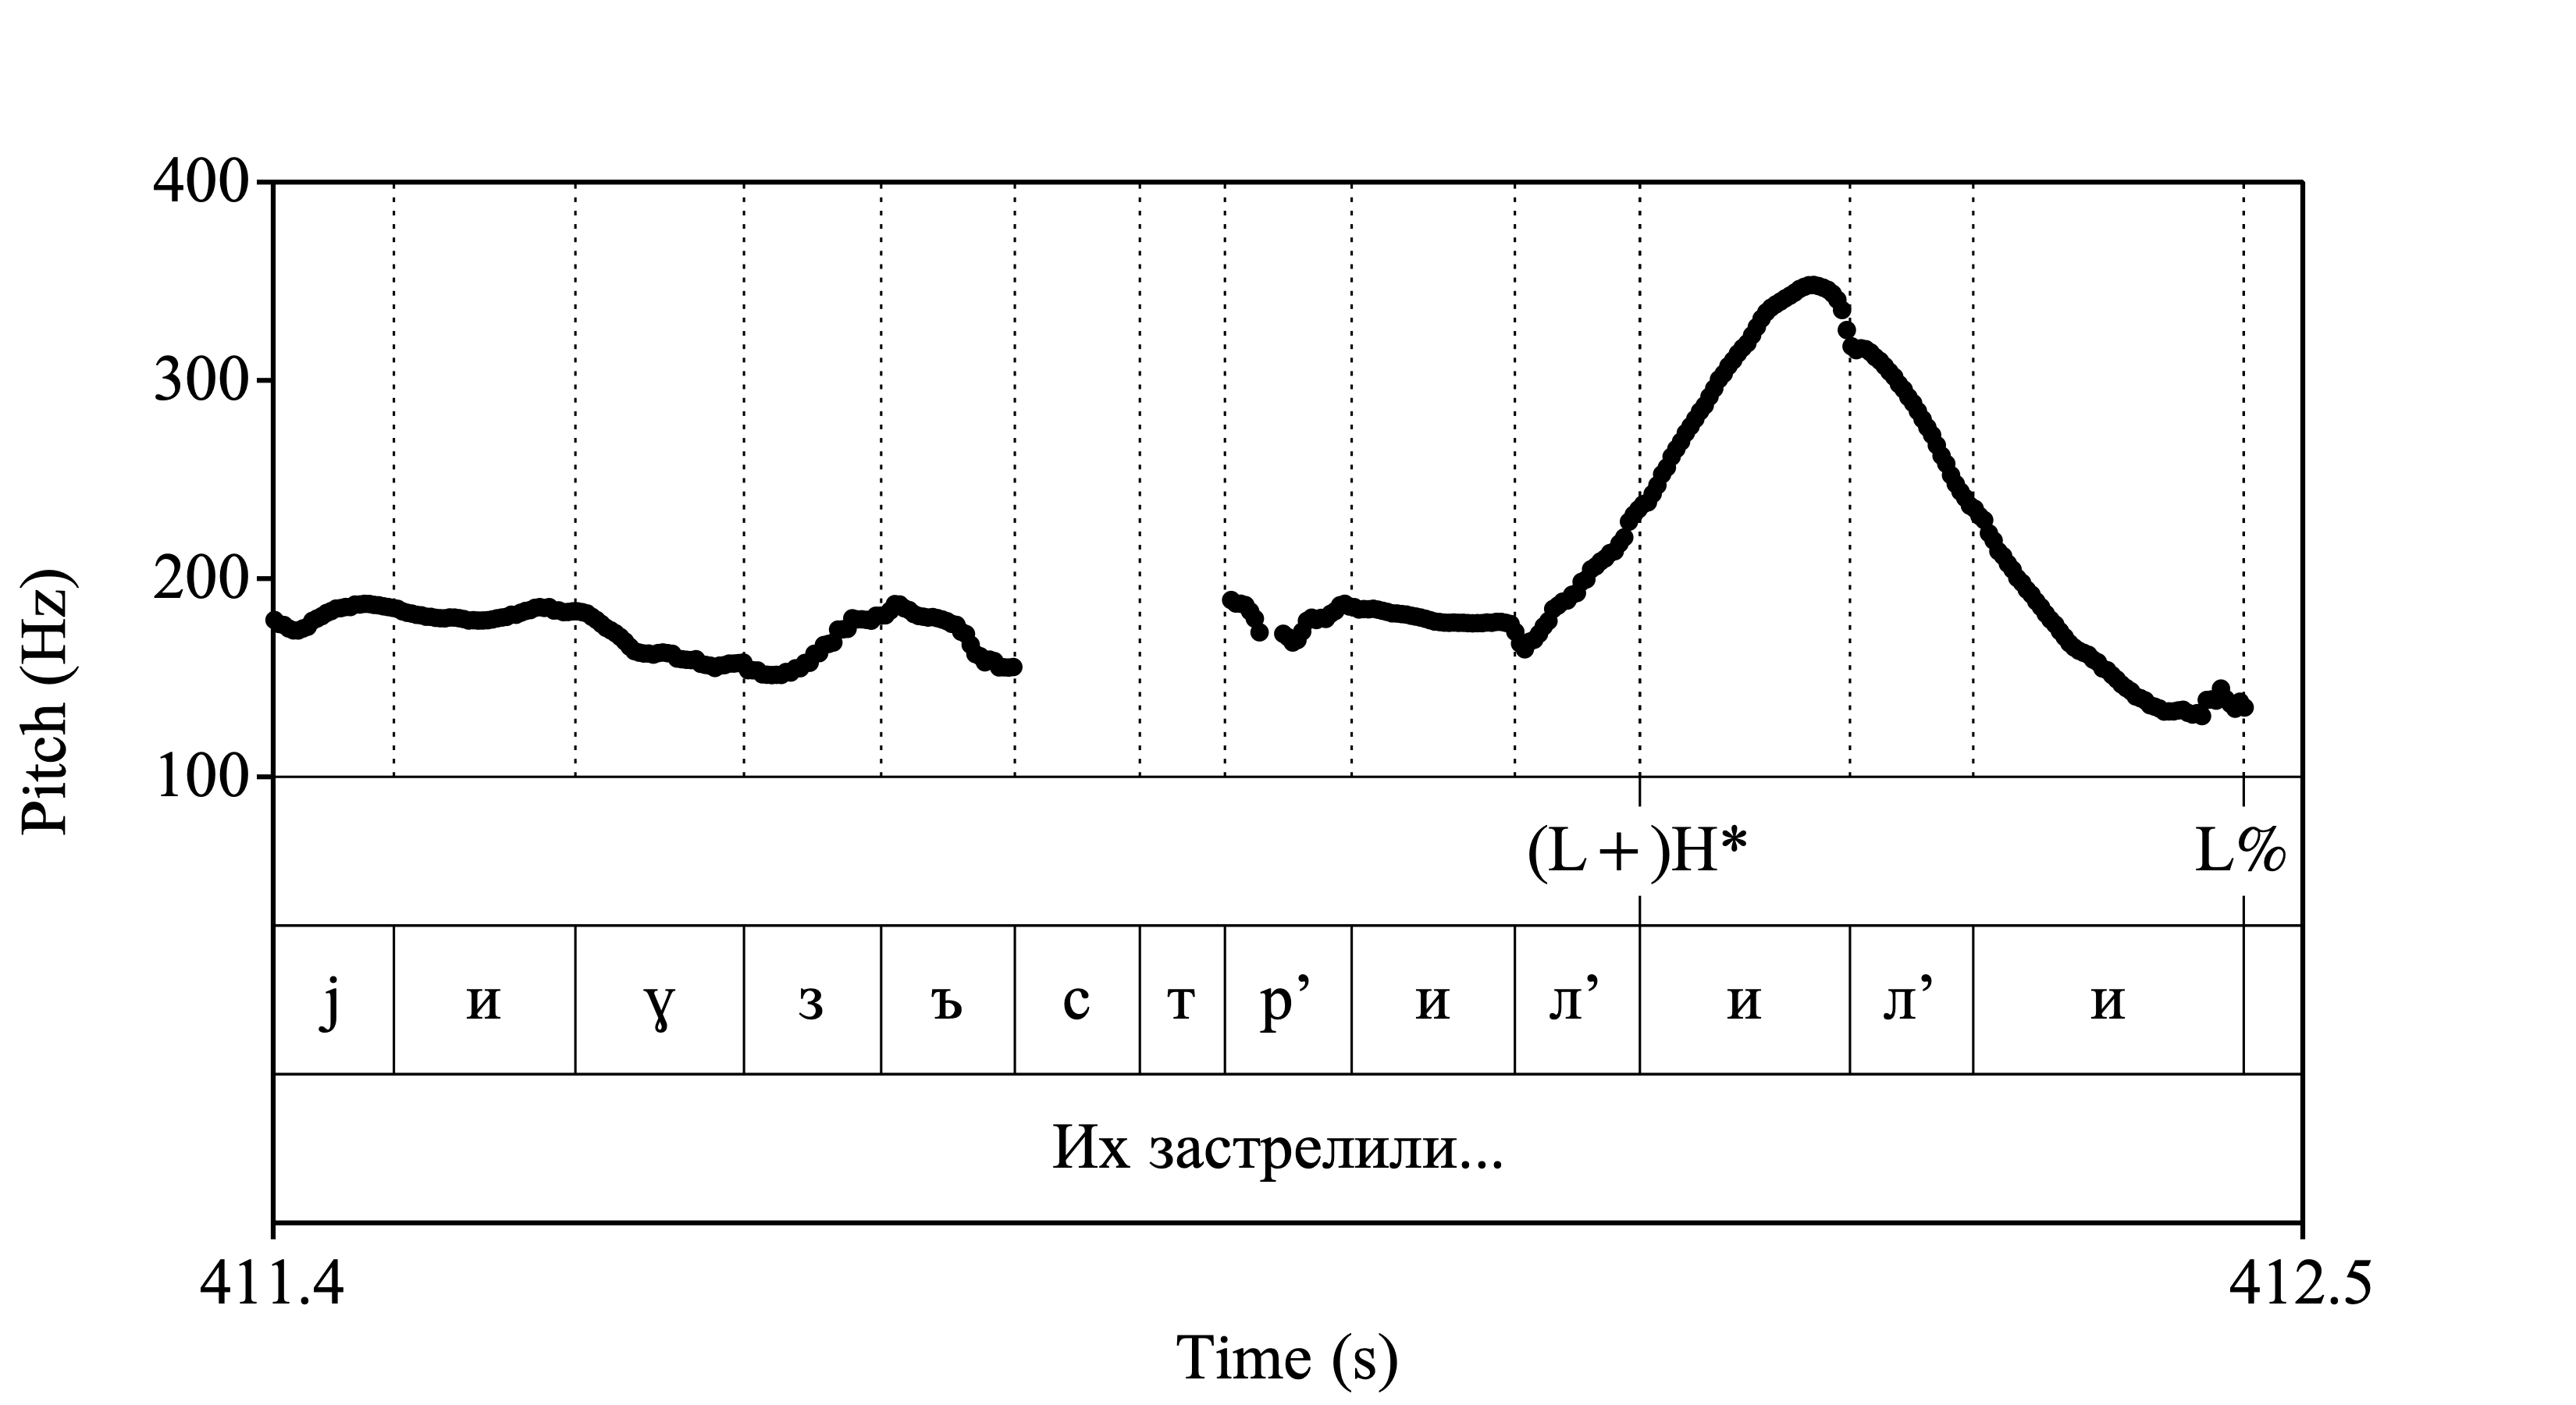 400
300
200
100
Pitch (Hz)
(L+)H* L%
j и ɣ з ъ с т р’ и л’ и л’ и
Их застрелили...
411.4 412.5
Time (s)